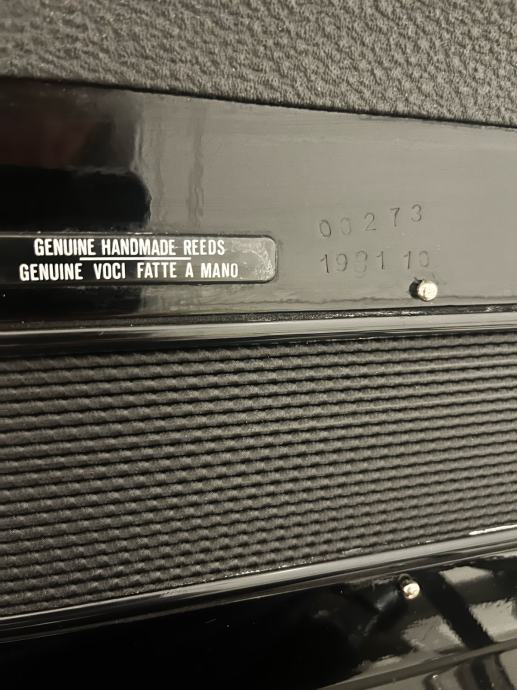 GENUINE HANDMADE REEDS
GENUINE VOCI FATTE A MANO
00273
1981 10